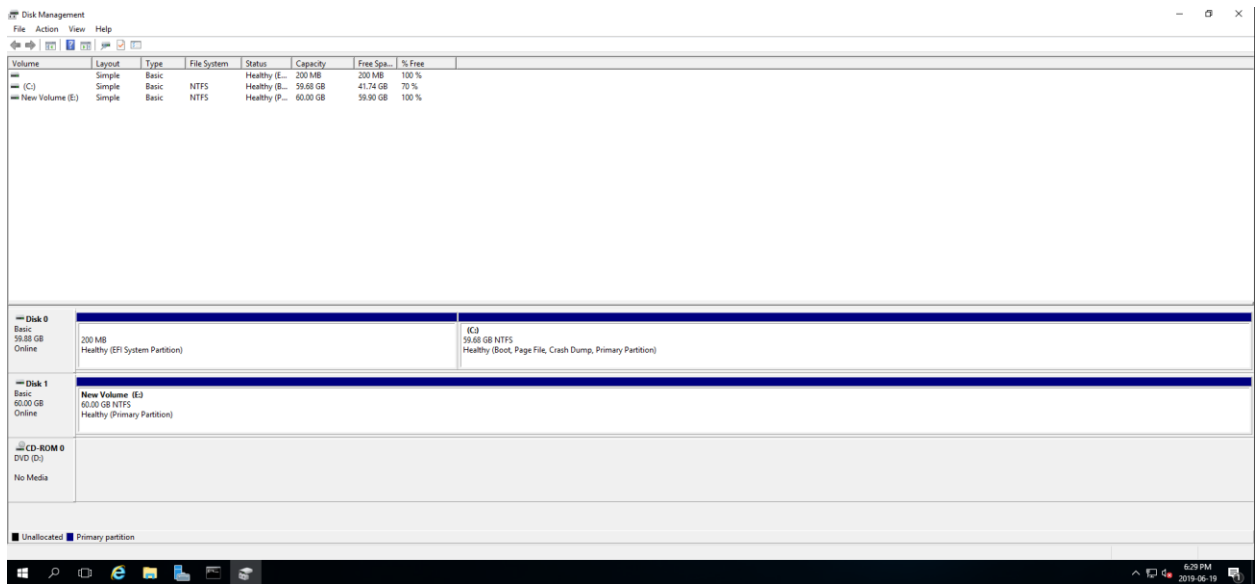 Disk Management
File Action View Help
Volume Layout Type File System Status Capacity Free Spa... % Free
Simple Basic Healthy (E... 200 MB 200 MB 100 %
(C:) Simple Basic NTFS Healthy (B... 59.68 GB 41.74 GB 70 %
New Volume (E:) Simple Basic NTFS Healthy (P... 60.00 GB 59.90 GB 100 %
Disk 0
Basic
59.88 GB
Online
200 MB
Healthy (EFI System Partition)
(C:)
59.68 GB NTFS
Healthy (Boot, Page File, Crash Dump, Primary Partition)
Disk 1
Basic
60.00 GB
Online
New Volume (E:)
60.00 GB NTFS
Healthy (Primary Partition)
CD-ROM 0
DVD (D:)
No Media
Unallocated Primary partition
6:29 PM
2019-06-19